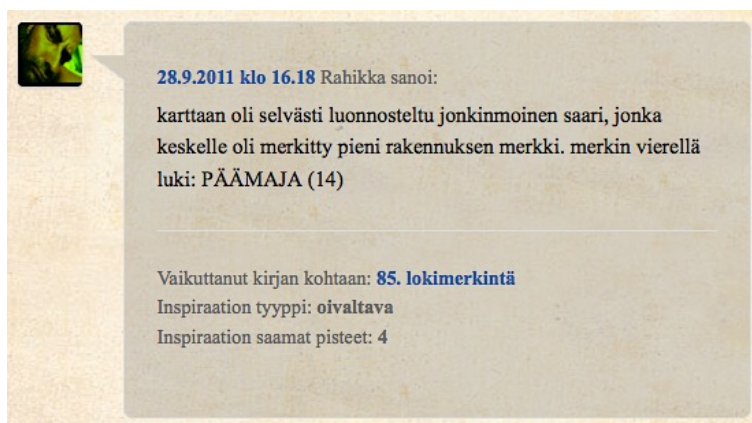 28.9.2011 klo 16.18 Rahikka sanoi:
karttaan oli selvästi luonnosteltu jonkinmoinen saari, jonka
keskelle oli merkitty pieni rakennuksen merkki. merkin vierellä
luki: PÄÄMAJA (14)
Vaikuttanut kirjan kohtaan: 85. lokimerkintä
Inspiraation tyyppi: oivaltava
Inspiraation saamat pisteet: 4